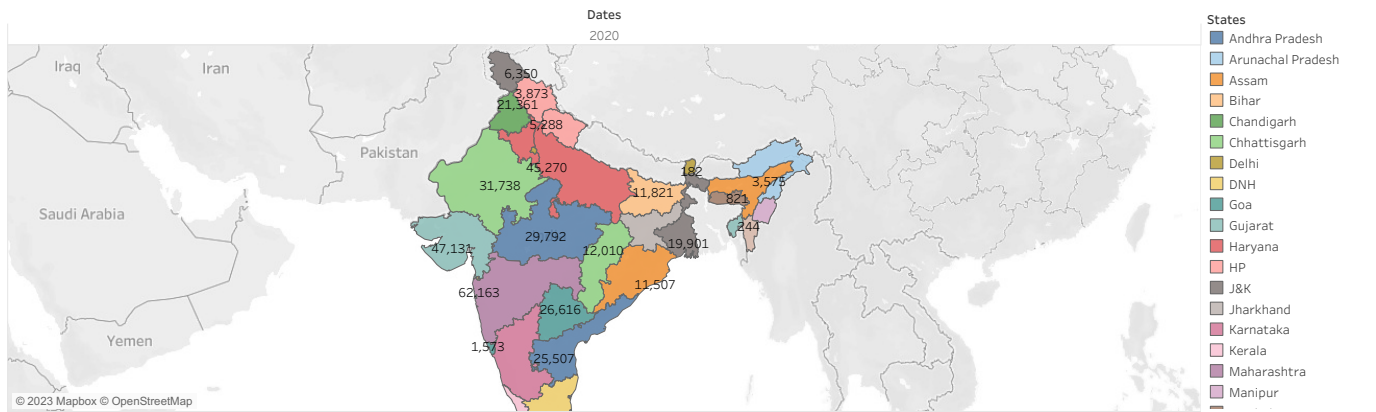 Dates
2020
States
Andhra Pradesh
Arunachal Pradesh
Assam
Bihar
Chandigarh
Chhattisgarh
Delhi
DNH
Goa
Gujarat
Haryana
HP
J&K
Jharkhand
Karnataka
Kerala
Maharashtra
Manipur
Iraq
Iran
Pakistan
Saudi Arabia
Yemen
6,350
3,873
21,361
5,288
45,270
31,738
182
3,575
11,821
821
244
29,792
47,131
19,901
12,010
11,507
62,163
26,616
1,573
25,507
© 2023 Mapbox © OpenStreetMap